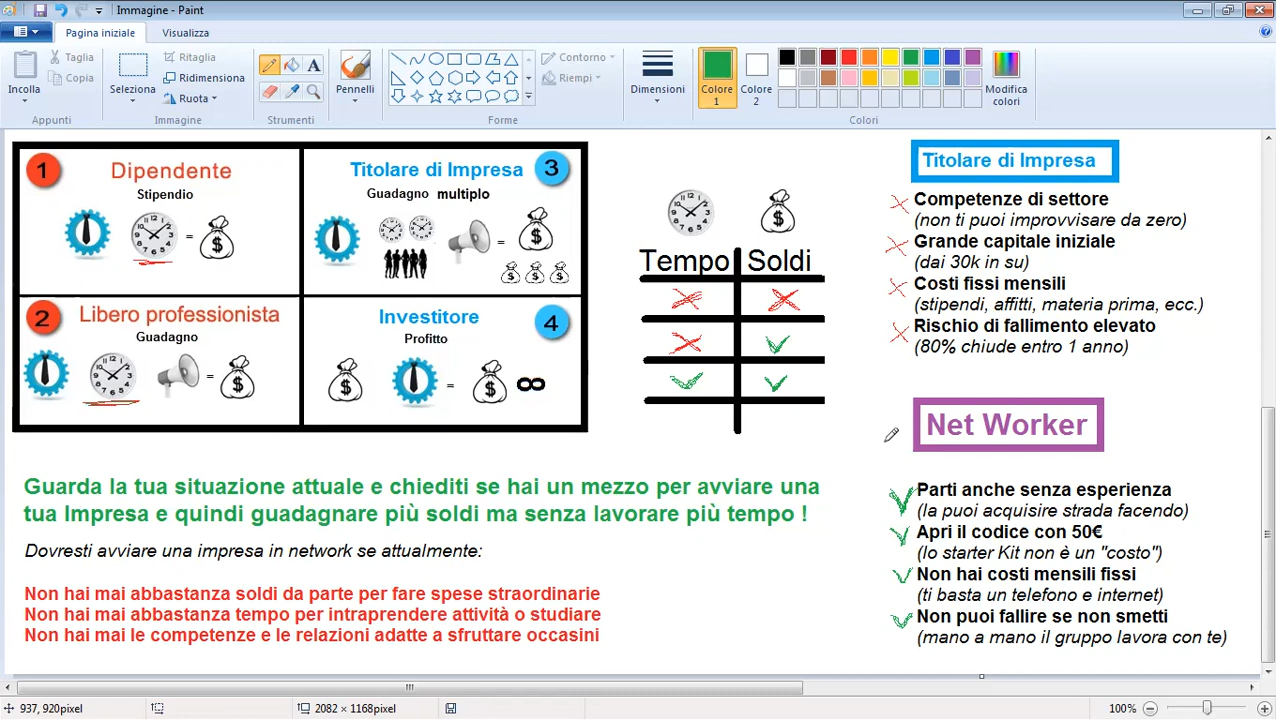 Immagine - Paint
Pagina iniziale
Visualizza
Incolla
Taglia
Copia
Appunti
Seleziona
Ritaglia
Ridimensiona
Ruota
Immagine
A
Strumenti
Pennelli
Contorno
Riempi
Forme
Dimensioni
Colore 1
Colore 2
Modifica colori
Colori
1
Dipendente
Stipendio
=
$
Titolare di Impresa
3
Guadagno multiplo
=
$
$ $ $
2
Libero professionista
Guadagno
=
$
Investitore
4
Profitto
$
=
$
∞
$
Tempo
Soldi
Titolare di Impresa
Competenze di settore
(non ti puoi improvvisare da zero)
Grande capitale iniziale
(dai 30k in su)
Costi fissi mensili
(stipendi, affitti, materia prima, ecc.)
Rischio di fallimento elevato
(80% chiude entro 1 anno)
Net Worker
Parti anche senza esperienza
(la puoi acquisire strada facendo)
Apri il codice con 50€
(lo starter Kit non è un "costo")
Non hai costi mensili fissi
(ti basta un telefono e internet)
Non puoi fallire se non smetti
(mano a mano il gruppo lavora con te)
Guarda la tua situazione attuale e chiediti se hai un mezzo per avviare una
tua Impresa e quindi guadagnare più soldi ma senza lavorare più tempo !
Dovresti avviare una impresa in network se attualmente:
Non hai mai abbastanza soldi da parte per fare spese straordinarie
Non hai mai abbastanza tempo per intraprendere attività o studiare
Non hai mai le competenze e le relazioni adatte a sfruttare occasini
937, 920pixel
2082 × 1168pixel
100%